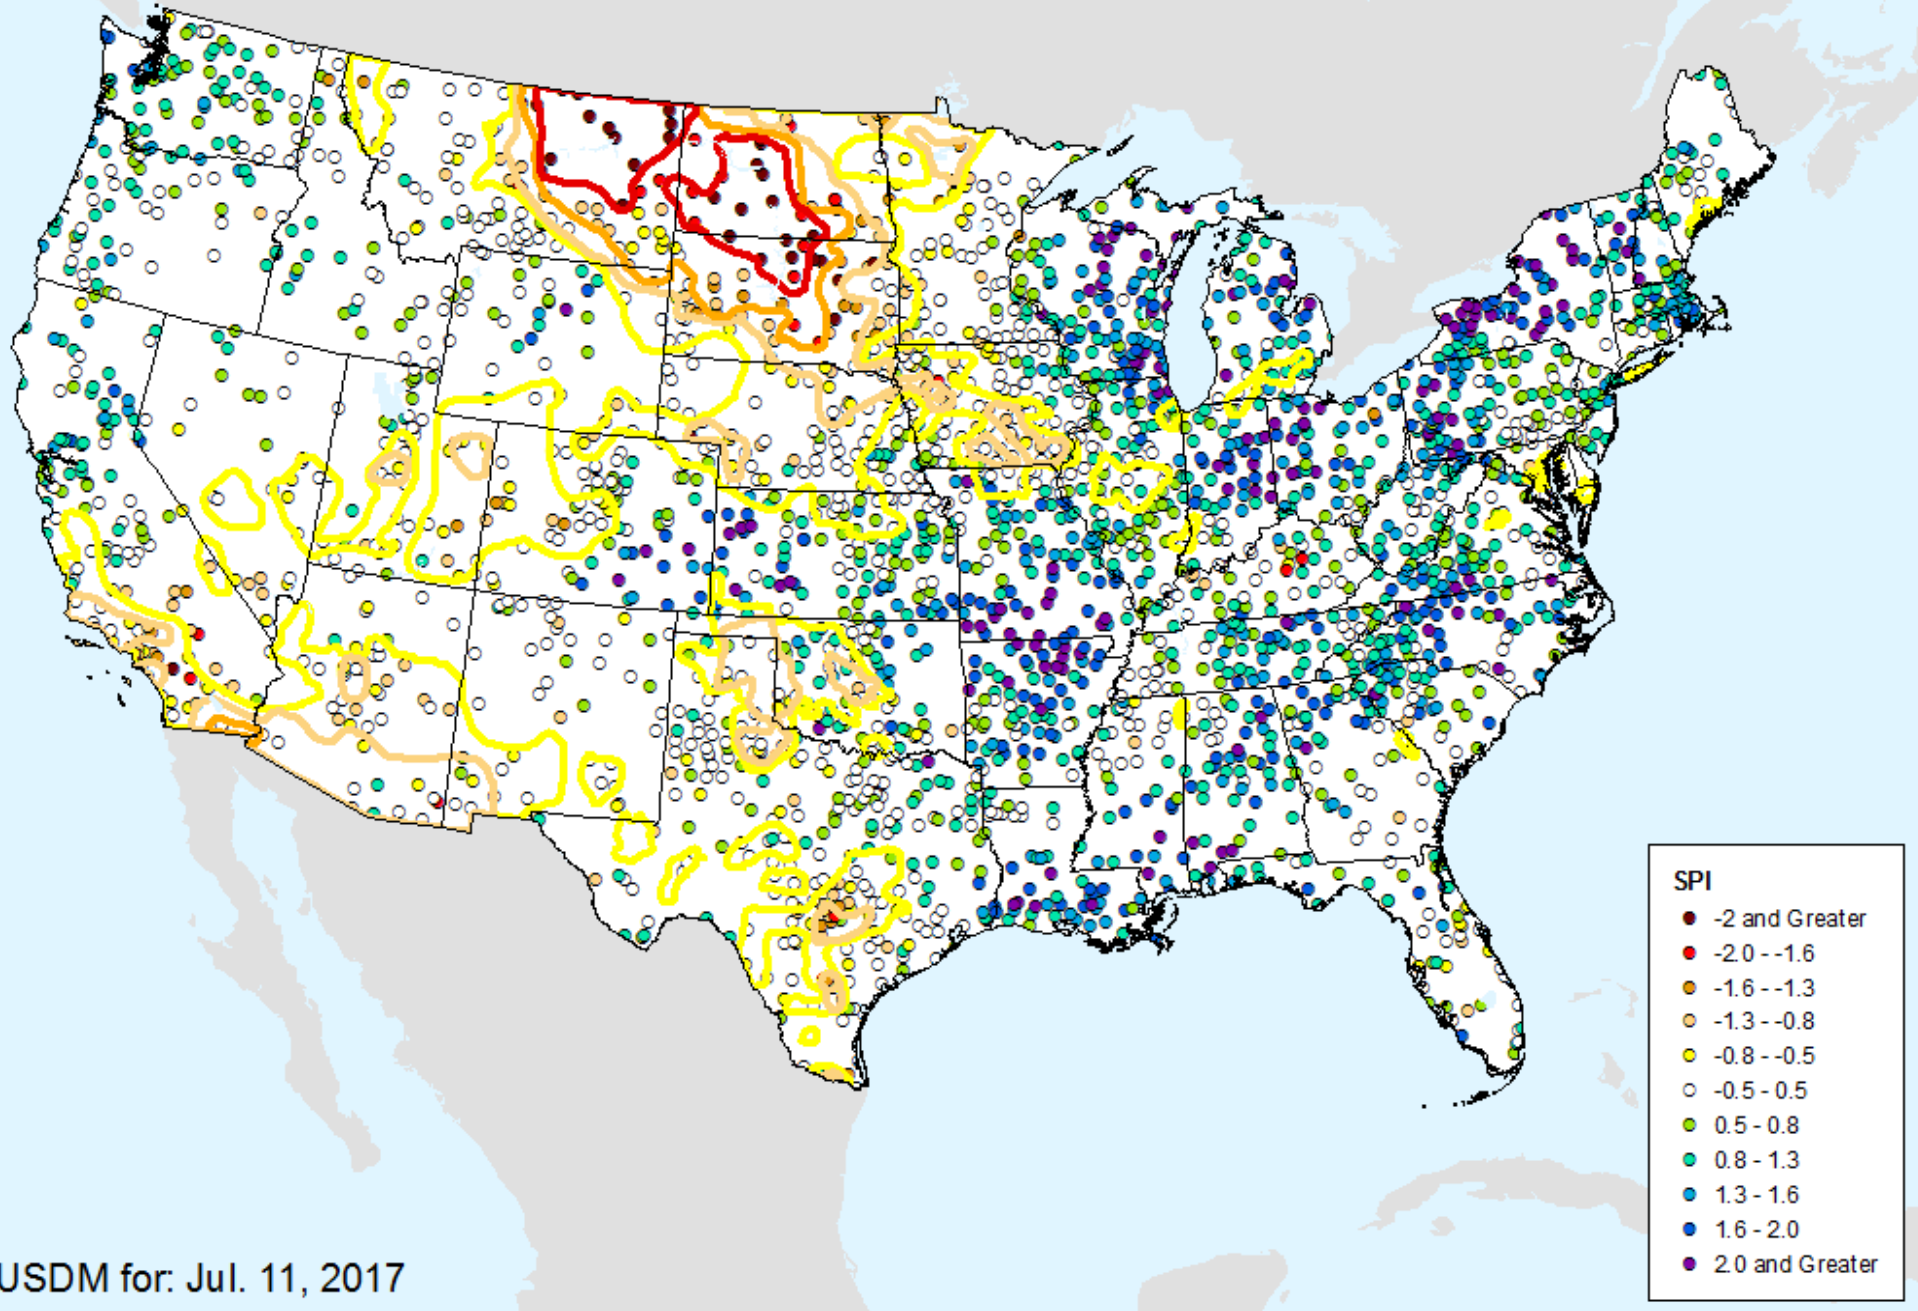 SPI
-2 and Greater
-2.0 - -1.6
-1.6 - -1.3
-1.3 - -0.8
-0.8 - -0.5
-0.5 - 0.5
0.5 - 0.8
0.8 - 1.3
1.3 - 1.6
1.6 - 2.0
2.0 and Greater
USDM for: Jul. 11, 2017